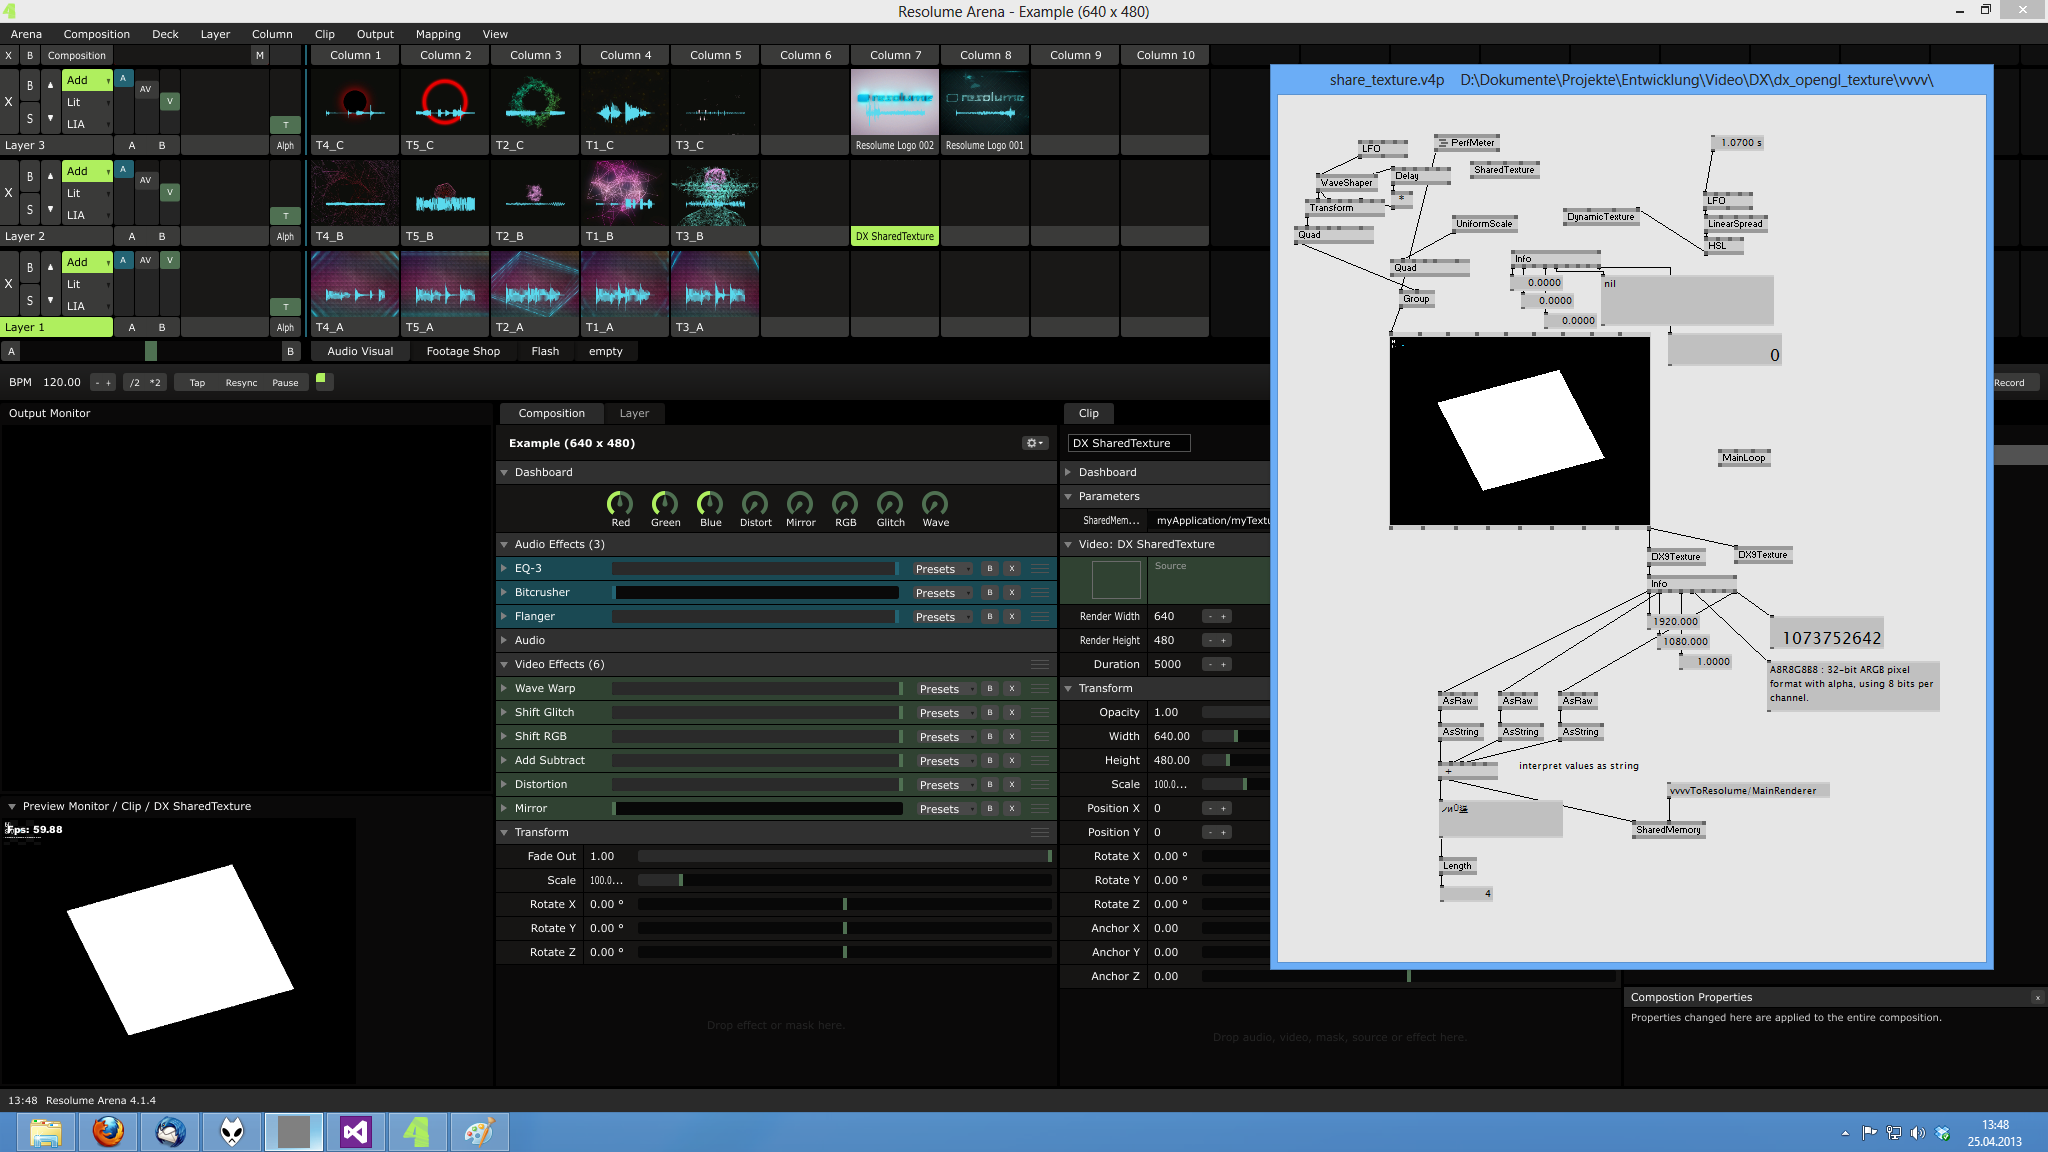 Resolume Arena - Example (640 x 480)
Arena Composition Deck Layer Column Clip Output Mapping View
X B Composition M Column 1 Column 2 Column 3 Column 4 Column 5 Column 6 Column 7 Column 8 Column 9 Column 10
X B S Add Lit LIA A AV V T
resolume resolume
Layer 3 A B Alph T4_C T5_C T2_C T1_C T3_C Resolume Logo 002 Resolume Logo 001
X B S Add Lit LIA A AV V T
Layer 2 A B Alph T4_B T5_B T2_B T1_B T3_B DX SharedTexture
X B S Add Lit LIA A AV V T
Layer 1 A B Alph T4_A T5_A T2_A T1_A T3_A
A B Audio Visual Footage Shop Flash empty
BPM 120.00 - + /2 *2 Tap Resync Pause Record
Output Monitor
Preview Monitor / Clip / DX SharedTexture
Fps: 59.88
Composition Layer
Example (640 x 480)
Dashboard
Red Green Blue Distort Mirror RGB Glitch Wave
Audio Effects (3)
EQ-3 Presets B X
Bitcrusher Presets B X
Flanger Presets B X
Audio
Video Effects (6)
Wave Warp Presets B X
Shift Glitch Presets B X
Shift RGB Presets B X
Add Subtract Presets B X
Distortion Presets B X
Mirror Presets B X
Transform
Fade Out 1.00
Scale 100.0...
Rotate X 0.00 °
Rotate Y 0.00 °
Rotate Z 0.00 °
Drop effect or mask here.
Clip
DX SharedTexture
Dashboard
Parameters
SharedMem... myApplication/myTextu
Video: DX SharedTexture
Source
Render Width 640 - +
Render Height 480 - +
Duration 5000 - +
Transform
Opacity 1.00
Width 640.00
Height 480.00
Scale 100.0...
Position X 0 - +
Position Y 0 - +
Rotate X 0.00 °
Rotate Y 0.00 °
Rotate Z 0.00 °
Anchor X 0.00
Anchor Y 0.00
Anchor Z 0.00
Drop audio, video, mask, source or effect here.
share_texture.v4p D:\Dokumente\Projekte\Entwicklung\Video\DX\dx_opengl_texture\vvvv\
LFO
PerfMeter
1.0700 s
WaveShaper
Delay
SharedTexture
*
Transform
LFO
Quad
UniformScale
DynamicTexture
LinearSpread
HSL
Quad
Info
Group
0.0000
0.0000
0.0000
nil
0
MainLoop
DX9Texture
DX9Texture
Info
1920.000
1080.000
1.0000
1073752642
A8R8G8B8 : 32-bit ARGB pixel
format with alpha, using 8 bits per
channel.
AsRaw AsRaw AsRaw
AsString AsString AsString
+
interpret values as string
vvvvToResolume/MainRenderer
SharedMemory
Length
4
Compostion Properties x
Properties changed here are applied to the entire composition.
13:48 Resolume Arena 4.1.4
13:48
25.04.2013